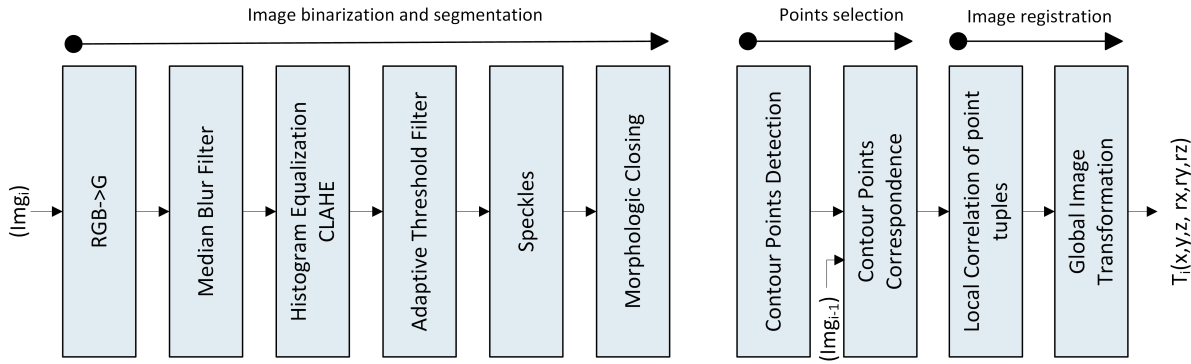 Image binarization and segmentation
Points selection
Image registration
(Imgi)
RGB->G
Median Blur Filter
Histogram Equalization
CLAHE
Adaptive Threshold Filter
Speckles
Morphologic Closing
Contour Points Detection
(Imgi-1)
Contour Points
Correspondence
Local Correlation of point
tuples
Global Image
Transformation
Ti(x,y,z, rx,ry,rz)